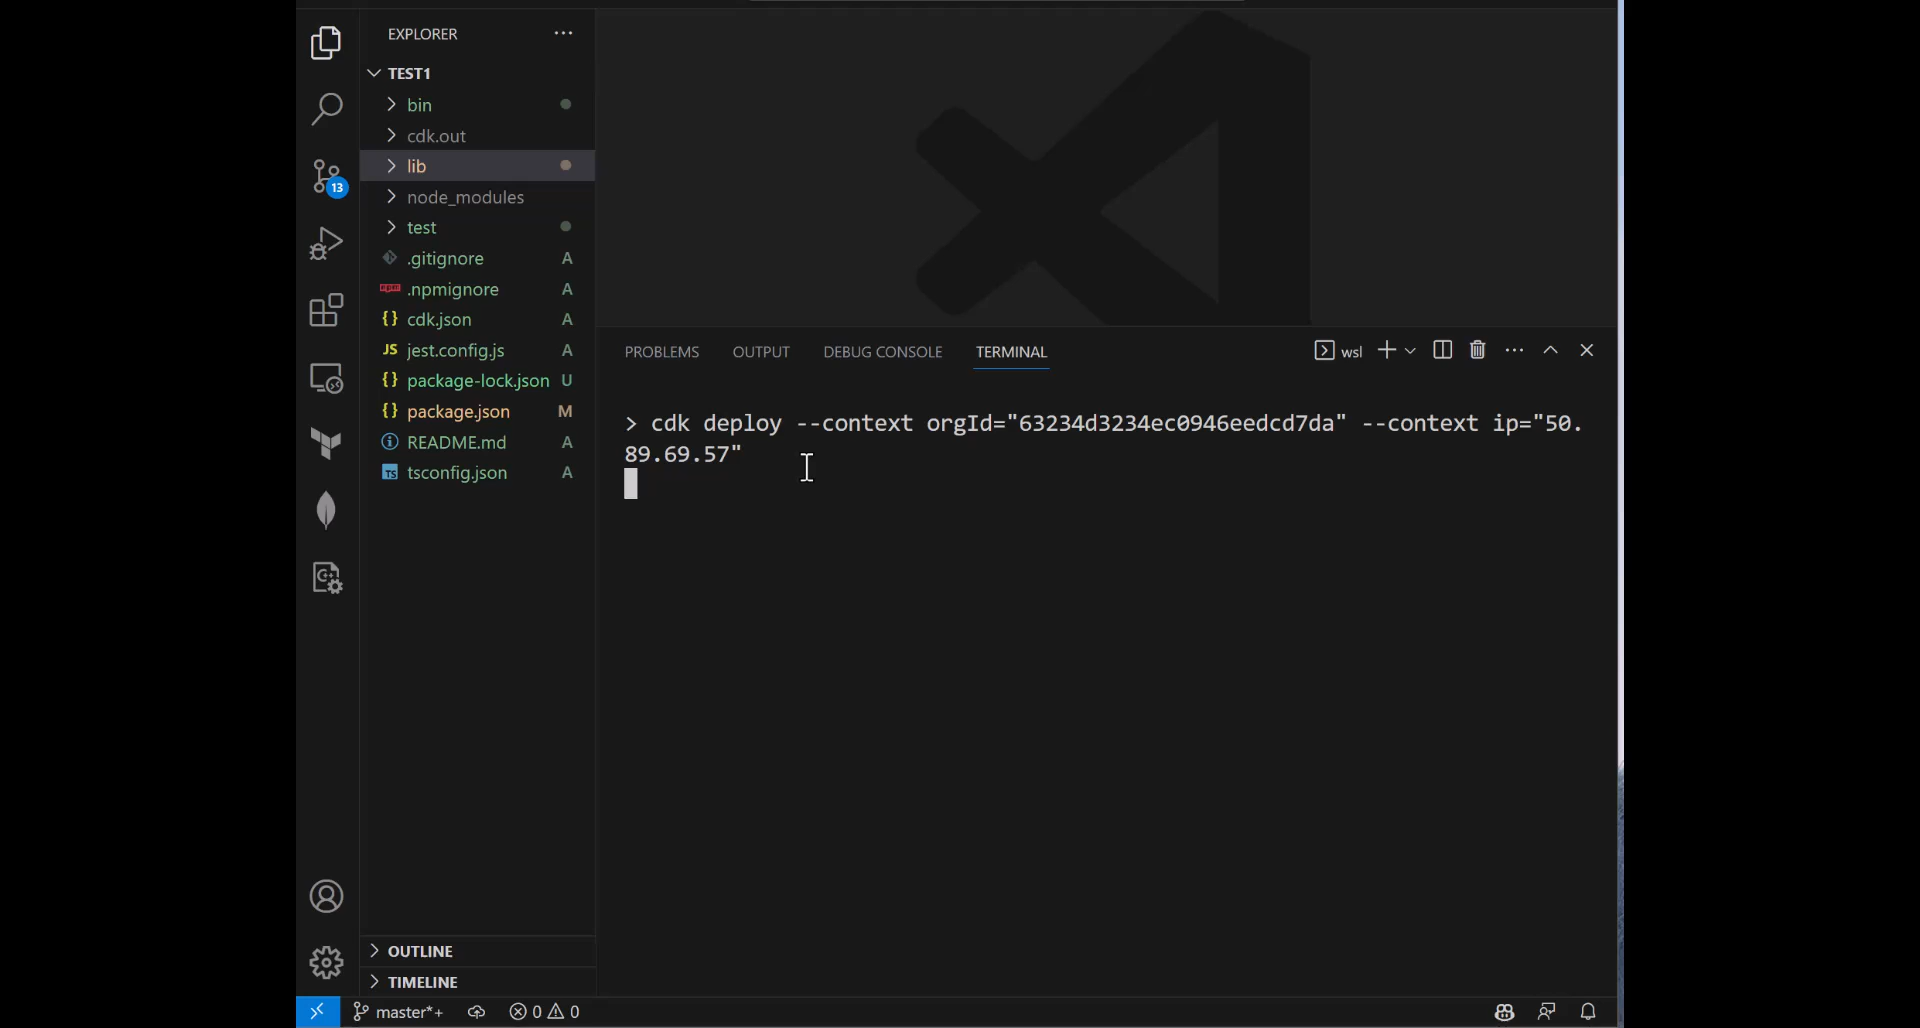 EXPLORER
TEST1
bin
cdk.out
lib
13
node_modules
test
.gitignore A
.npmignore A
{} cdk.json A
JS jest.config.js A
{} package-lock.json U
{} package.json M
README.md A
TS tsconfig.json A
OUTLINE
TIMELINE
PROBLEMS OUTPUT DEBUG CONSOLE TERMINAL wsl
> cdk deploy --context orgId="63234d3234ec0946eedcd7da" --context ip="50.
89.69.57"
master*+ 0 0